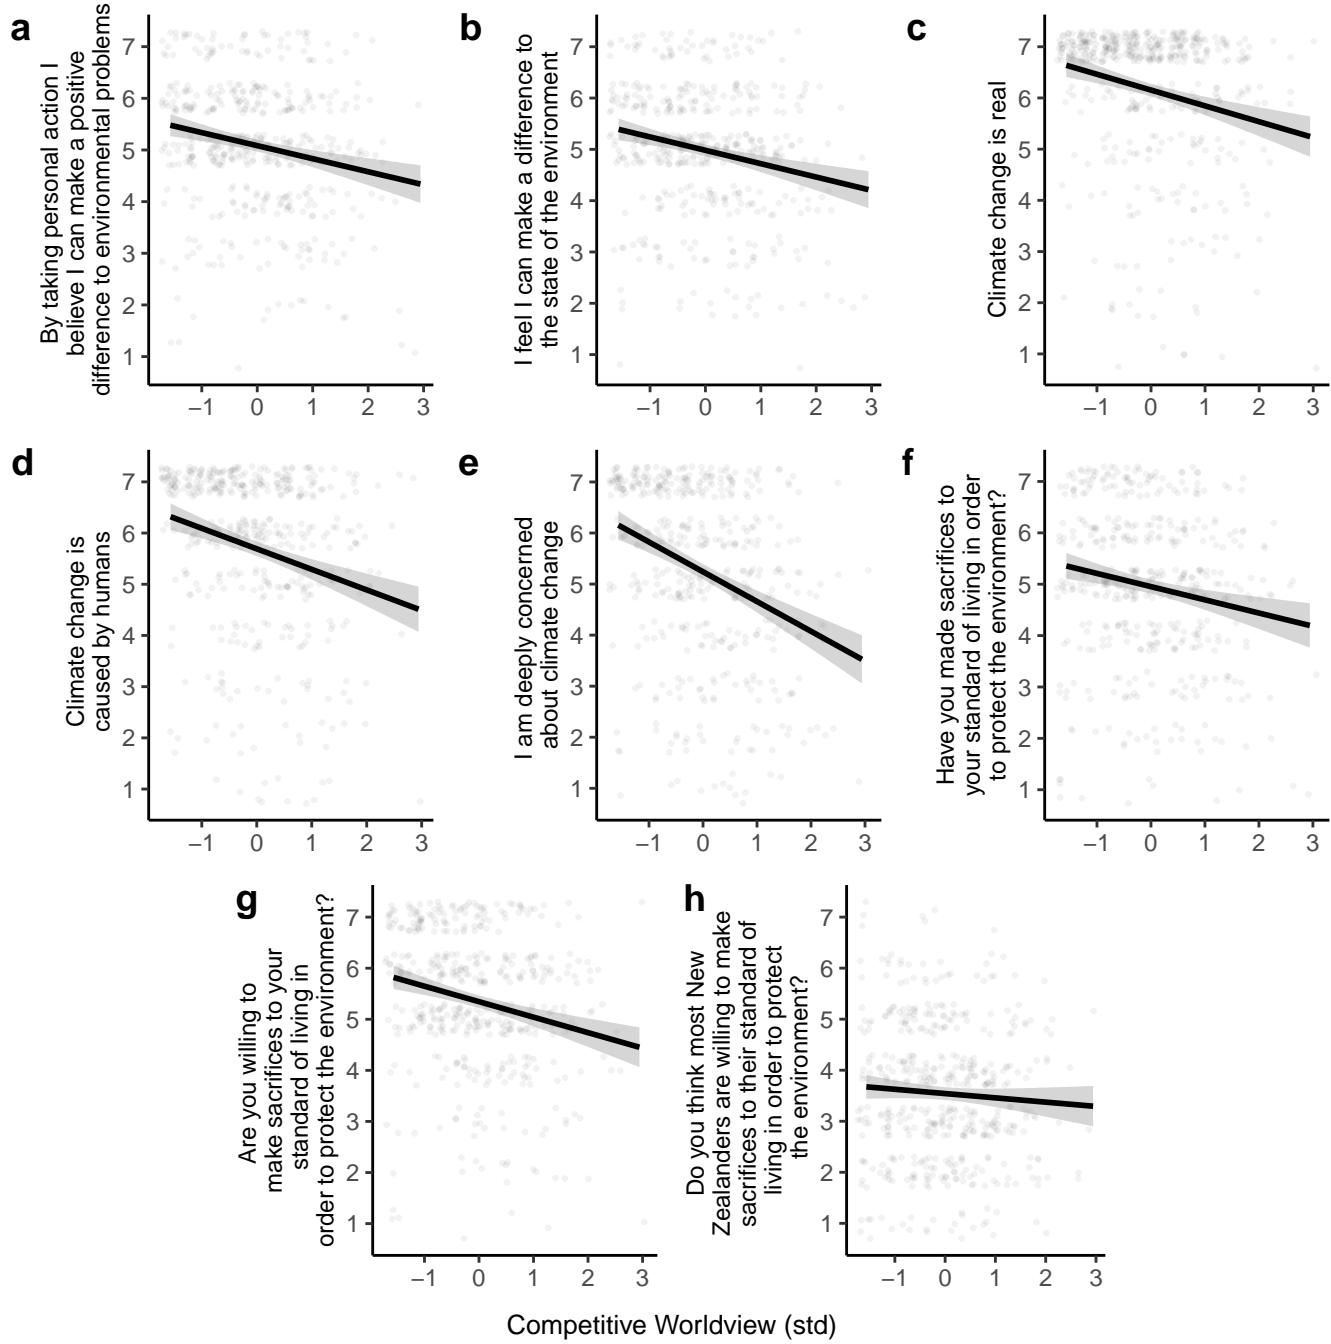 a
By taking personal action I
believe I can make a positive
difference to environmental problems
7
6
5
4
3
2
1
−1 0 1 2 3
b
I feel I can make a difference to
the state of the environment
7
6
5
4
3
2
1
−1 0 1 2 3
c
Climate change is real
7
6
5
4
3
2
1
−1 0 1 2 3
d
Climate change is
caused by humans
7
6
5
4
3
2
1
−1 0 1 2 3
e
I am deeply concerned
about climate change
7
6
5
4
3
2
1
−1 0 1 2 3
f
Have you made sacrifices to
your standard of living in order
to protect the environment?
7
6
5
4
3
2
1
−1 0 1 2 3
g
Are you willing to
make sacrifices to your
standard of living in
order to protect the environment?
7
6
5
4
3
2
1
−1 0 1 2 3
h
Do you think most New
Zealanders are willing to make
sacrifices to their standard of
living in order to protect
the environment?
7
6
5
4
3
2
1
−1 0 1 2 3
Competitive Worldview (std)